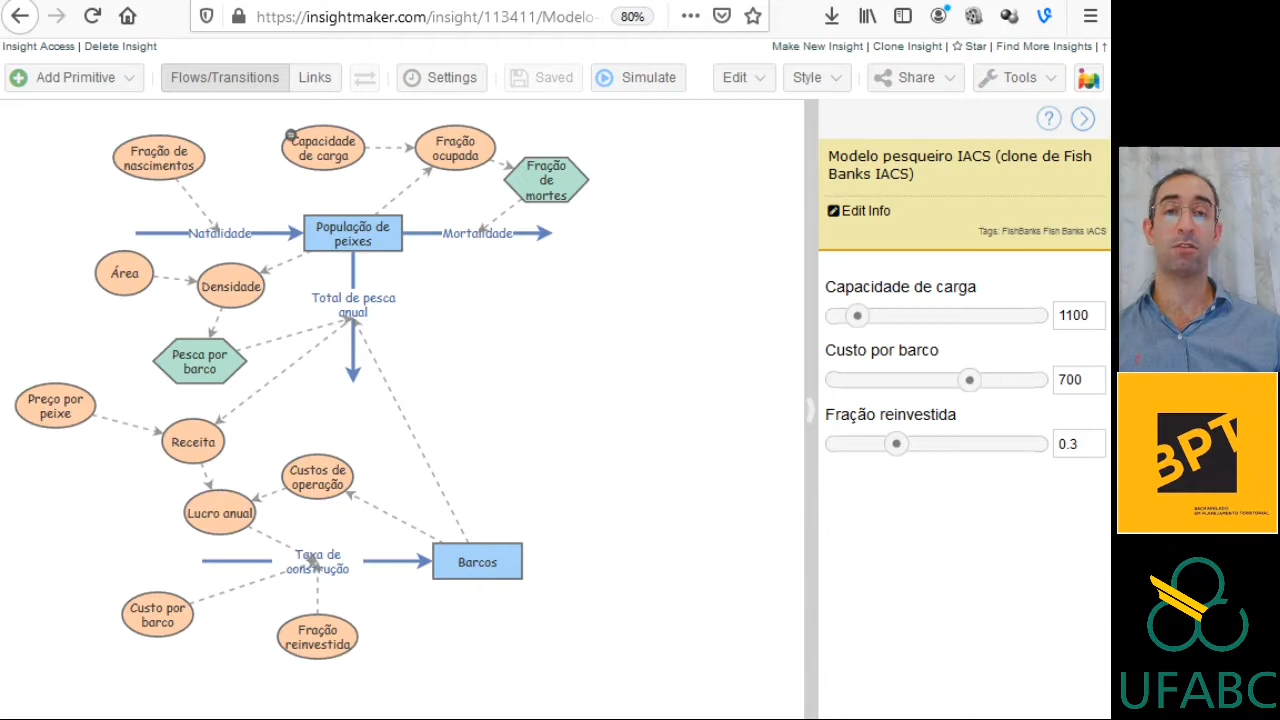 https://insightmaker.com/insight/113411/Modelo-
80%
Insight Access | Delete Insight
Make New Insight | Clone Insight | Star | Find More Insights |
Add Primitive
Flows/Transitions
Links
Settings
Saved
Simulate
Edit
Style
Share
Tools
Fração de
nascimentos
Capacidade
de carga
Fração
ocupada
Fração
de
mortes
Natalidade
População de
peixes
Mortalidade
Área
Densidade
Total de pesca
anual
Pesca por
barco
Preço por
peixe
Receita
Custos de
operação
Lucro anual
Taxa de
construção
Barcos
Custo por
barco
Fração
reinvestida
Modelo pesqueiro IACS (clone de Fish
Banks IACS)
Edit Info
Tags: FishBanks Fish Banks IACS
Capacidade de carga
1100
Custo por barco
700
Fração reinvestida
0.3
BPT
BACHARELADO
EM PLANEJAMENTO TERRITORIAL
UFABC